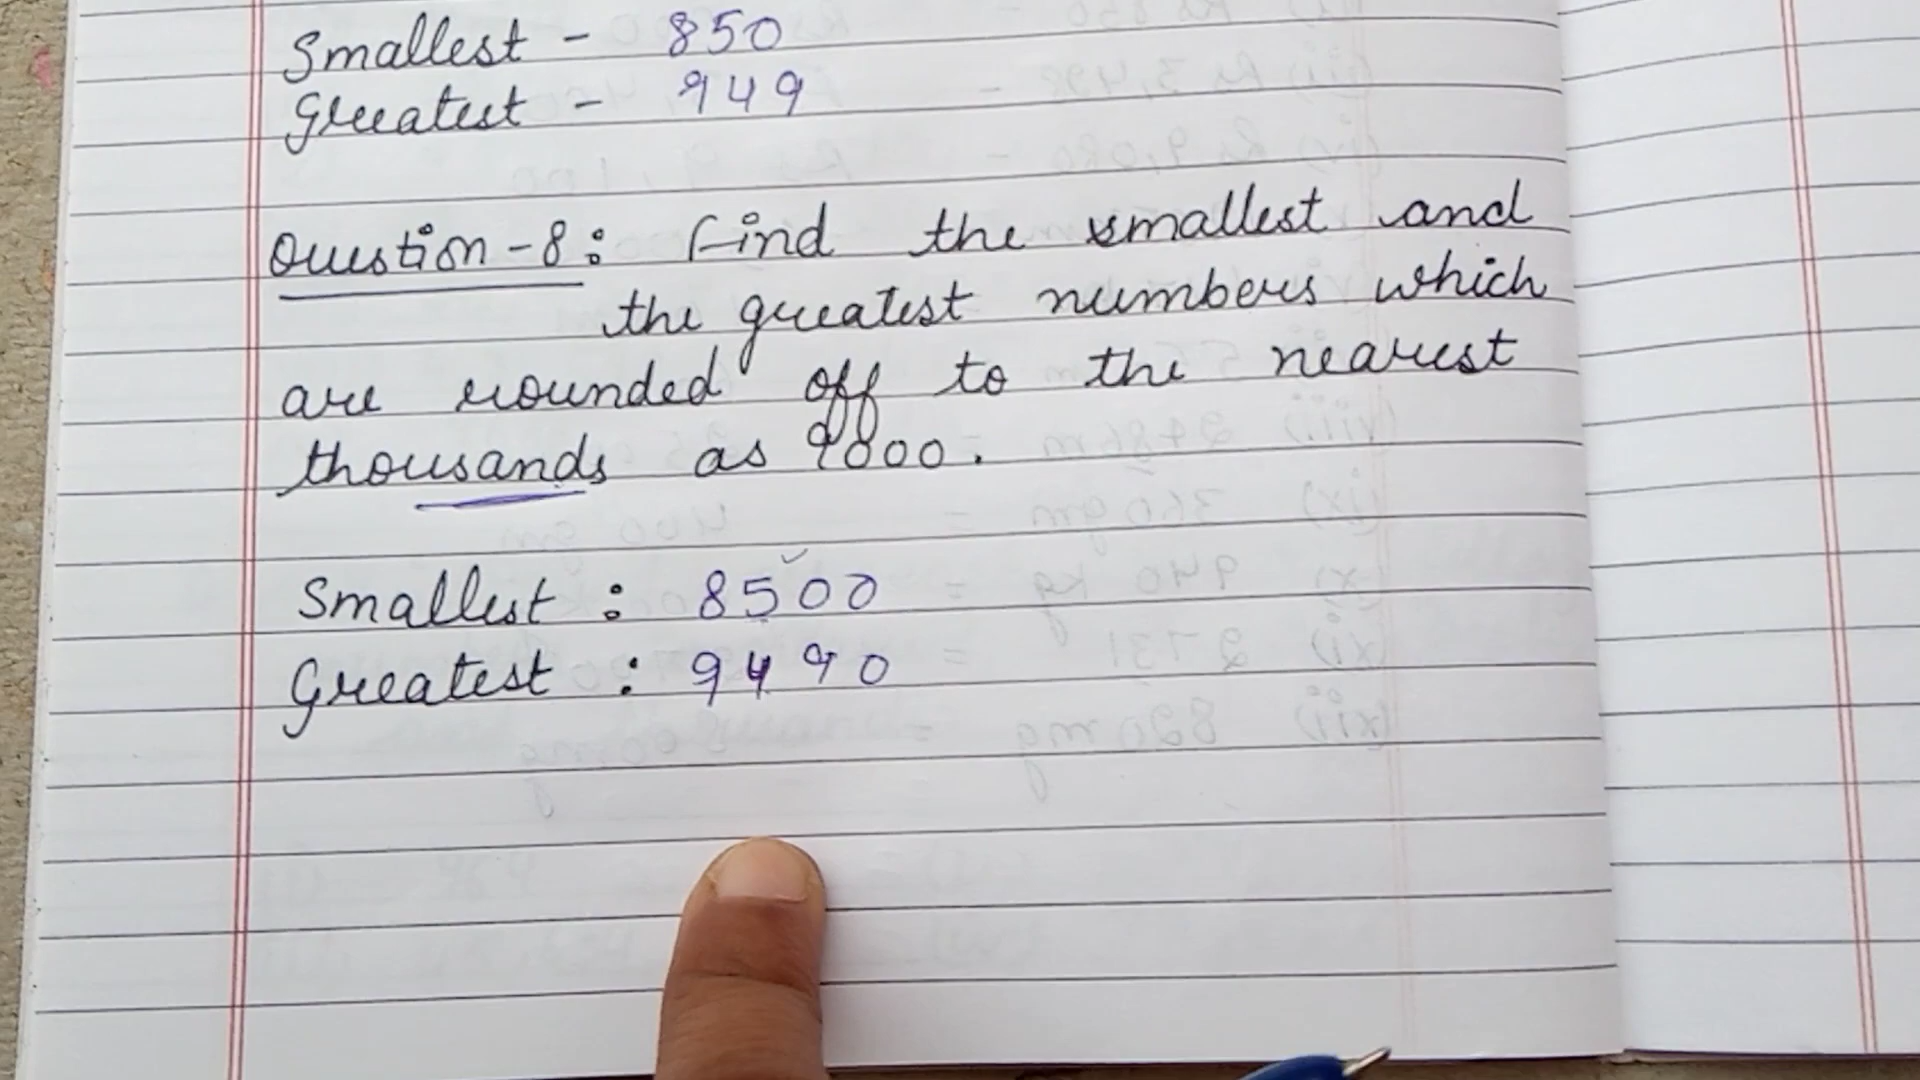 Smallest - 850
Greatest - 949
Question-8: Find the smallest and
the greatest numbers which
are rounded off to the nearest
thousands as 9000.
Smallest : 8500
Greatest : 9490